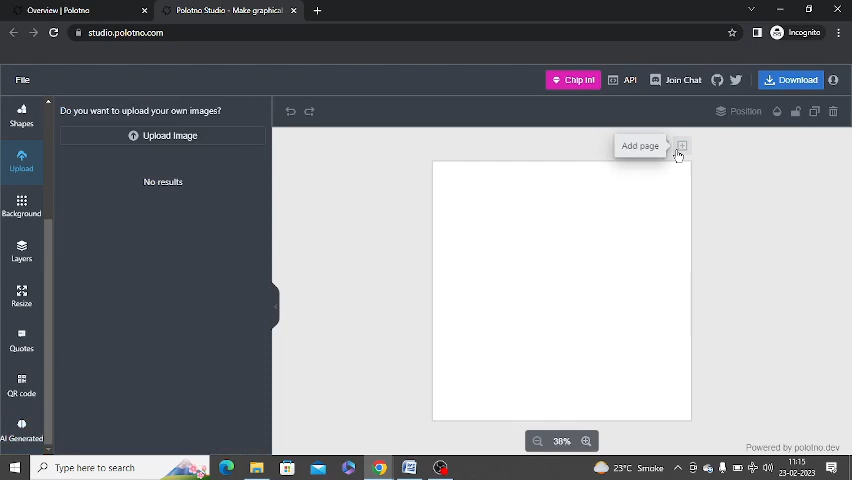 Overview | Polotno
Polotno Studio - Make graphical
studio.polotno.com
Incognito
File
Chip in!
API
Join Chat
Download
Shapes
Do you want to upload your own images?
Position
Upload Image
Add page
Upload
No results
Background
Layers
Resize
Quotes
QR code
AI Generated
38%
Powered by polotno.dev
Type here to search
23°C Smoke
11:15
23-02-2023